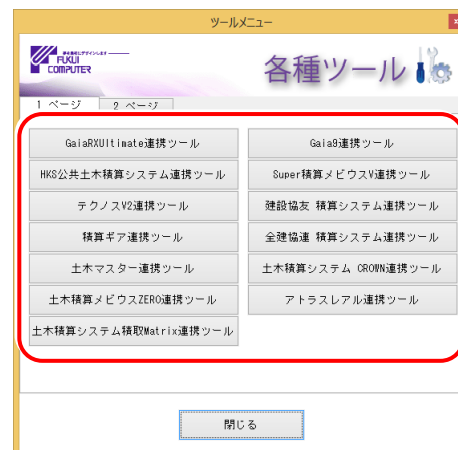 ツールメニュー
FUKUI
COMPUTER
各種ツール
1 ページ
2 ページ
GaiaRXUltimate連携ツール
Gaia9連携ツール
HKS公共土木積算システム連携ツール
Super積算メビウスV連携ツール
テクノスV2連携ツール
建設協友 積算システム連携ツール
積算ギア連携ツール
全建協連 積算システム連携ツール
土木マスター連携ツール
土木積算システム CROWN連携ツール
土木積算メビウスZERO連携ツール
アトラスレアル連携ツール
土木積算システム積取Matrix連携ツール
閉じる